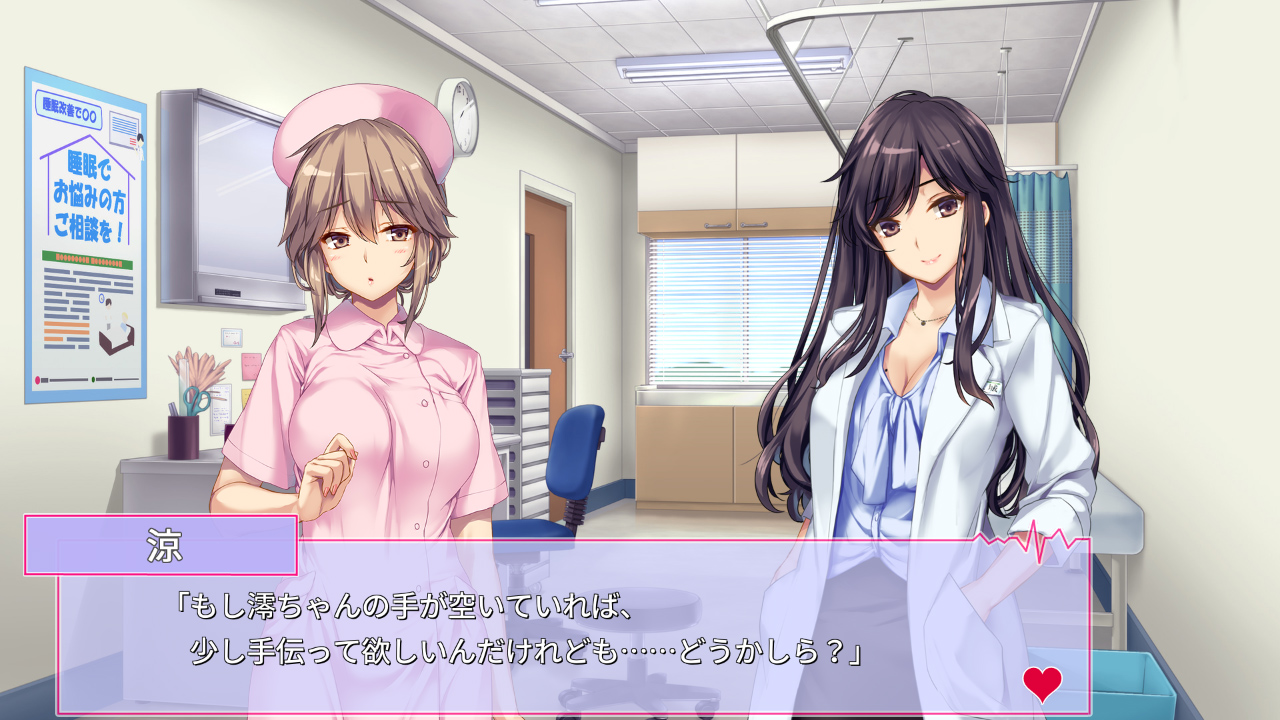 睡眠改善で〇〇
睡眠で
お悩みの方
ご相談を！
涼
「もし澪ちゃんの手が空いていれば、
少し手伝って欲しいんだけれども……どうかしら？」